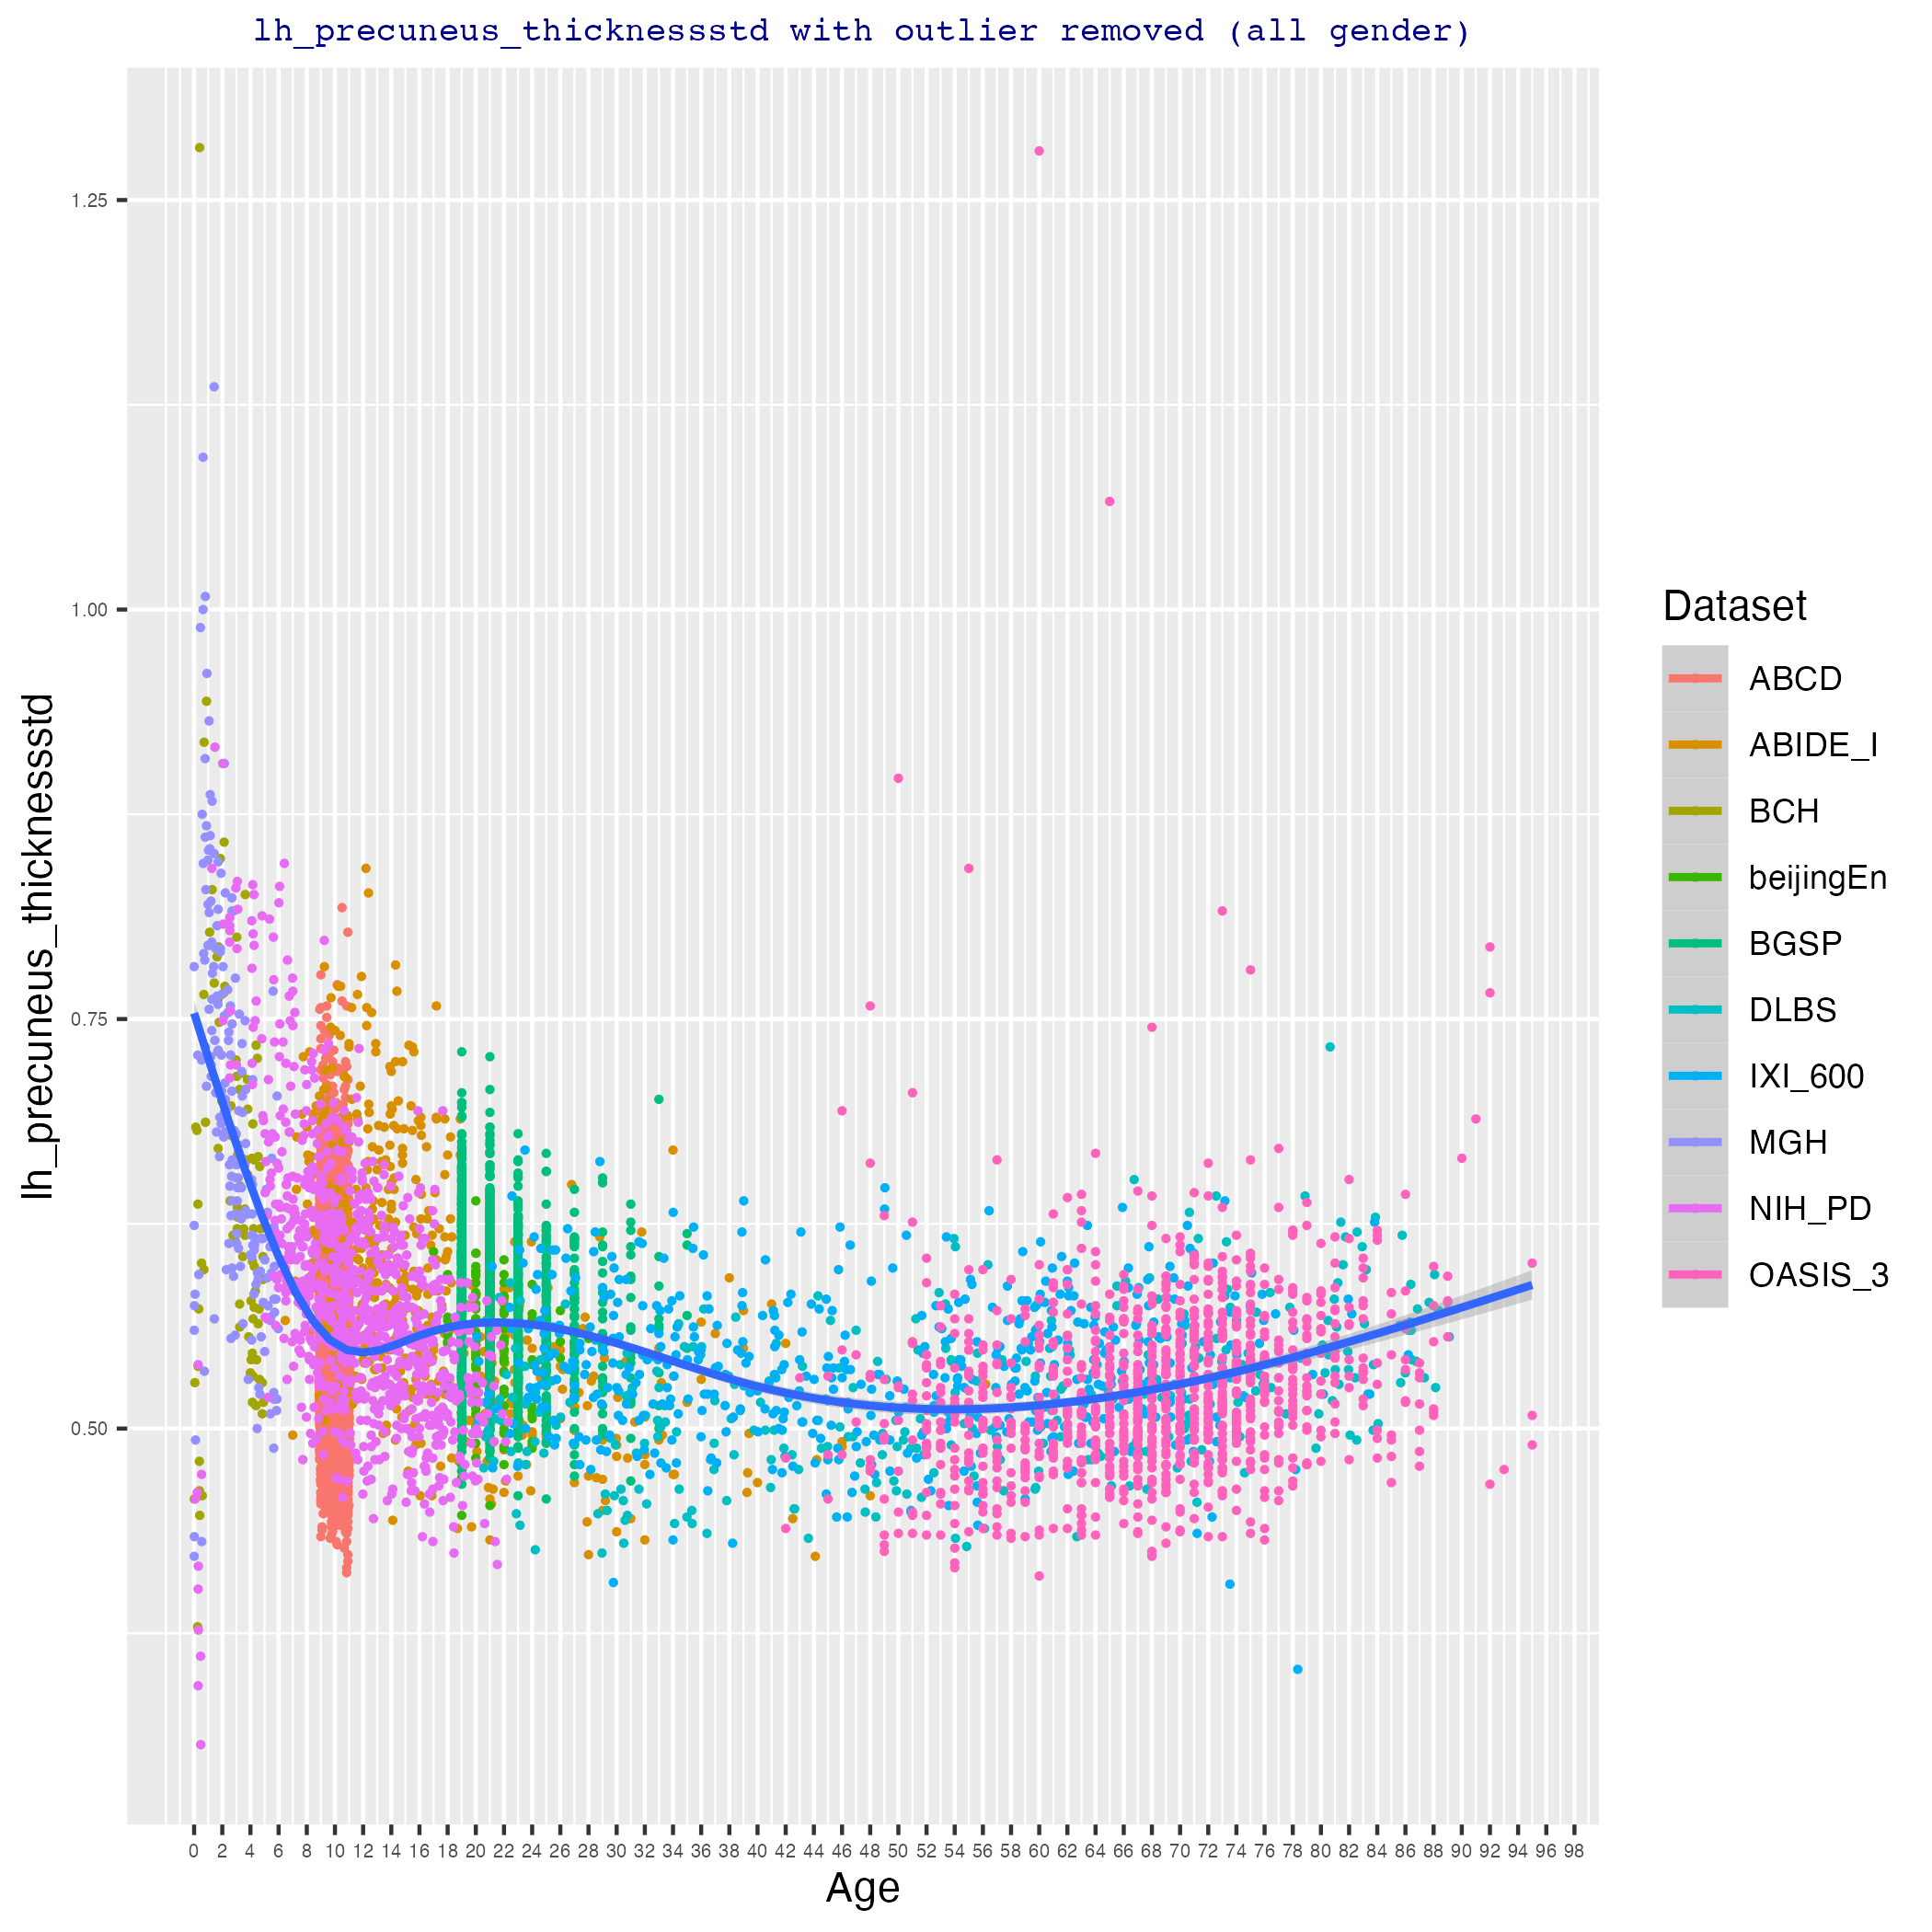 lh_precuneus_thicknessstd with outlier removed (all gender)
lh_precuneus_thicknessstd
1.25
1.00
0.75
0.50
0 2 4 6 8 10 12 14 16 18 20 22 24 26 28 30 32 34 36 38 40 42 44 46 48 50 52 54 56 58 60 62 64 66 68 70 72 74 76 78 80 82 84 86 88 90 92 94 96 98
Age
Dataset
ABCD
ABIDE_I
BCH
beijingEn
BGSP
DLBS
IXI_600
MGH
NIH_PD
OASIS_3